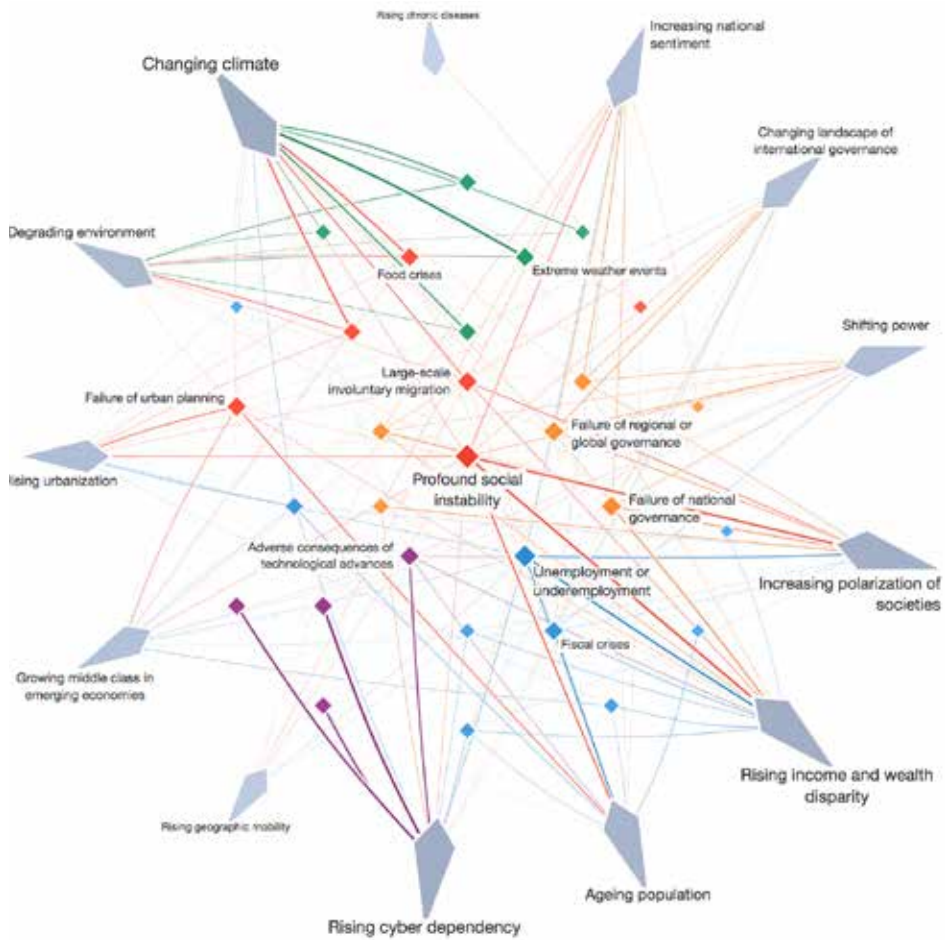 Rising chronic diseases
Increasing national
sentiment
Changing climate
Changing landscape of
international governance
Degrading environment
Food crises
Extreme weather events
Shifting power
Large-scale
involuntary migration
Failure of urban planning
Failure of regional or
global governance
ising urbanization
Profound social
instability
Failure of national
governance
Adverse consequences of
technological advances
Unemployment or
underemployment
Increasing polarization of
societies
Fiscal crises
Growing middle class in
emerging economies
Rising income and wealth
disparity
Rising geographic mobility
Ageing population
Rising cyber dependency